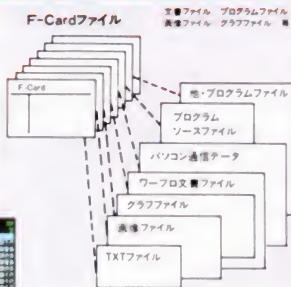 F-Cardファイル
文書ファイル プログラムファイル
画像ファイル グラフファイル 等
F-Card
他・プログラムファイル
プログラム
ソースファイル
パソコン通信データ
ワープロ文書ファイル
グラフファイル
画像ファイル
TXTファイル